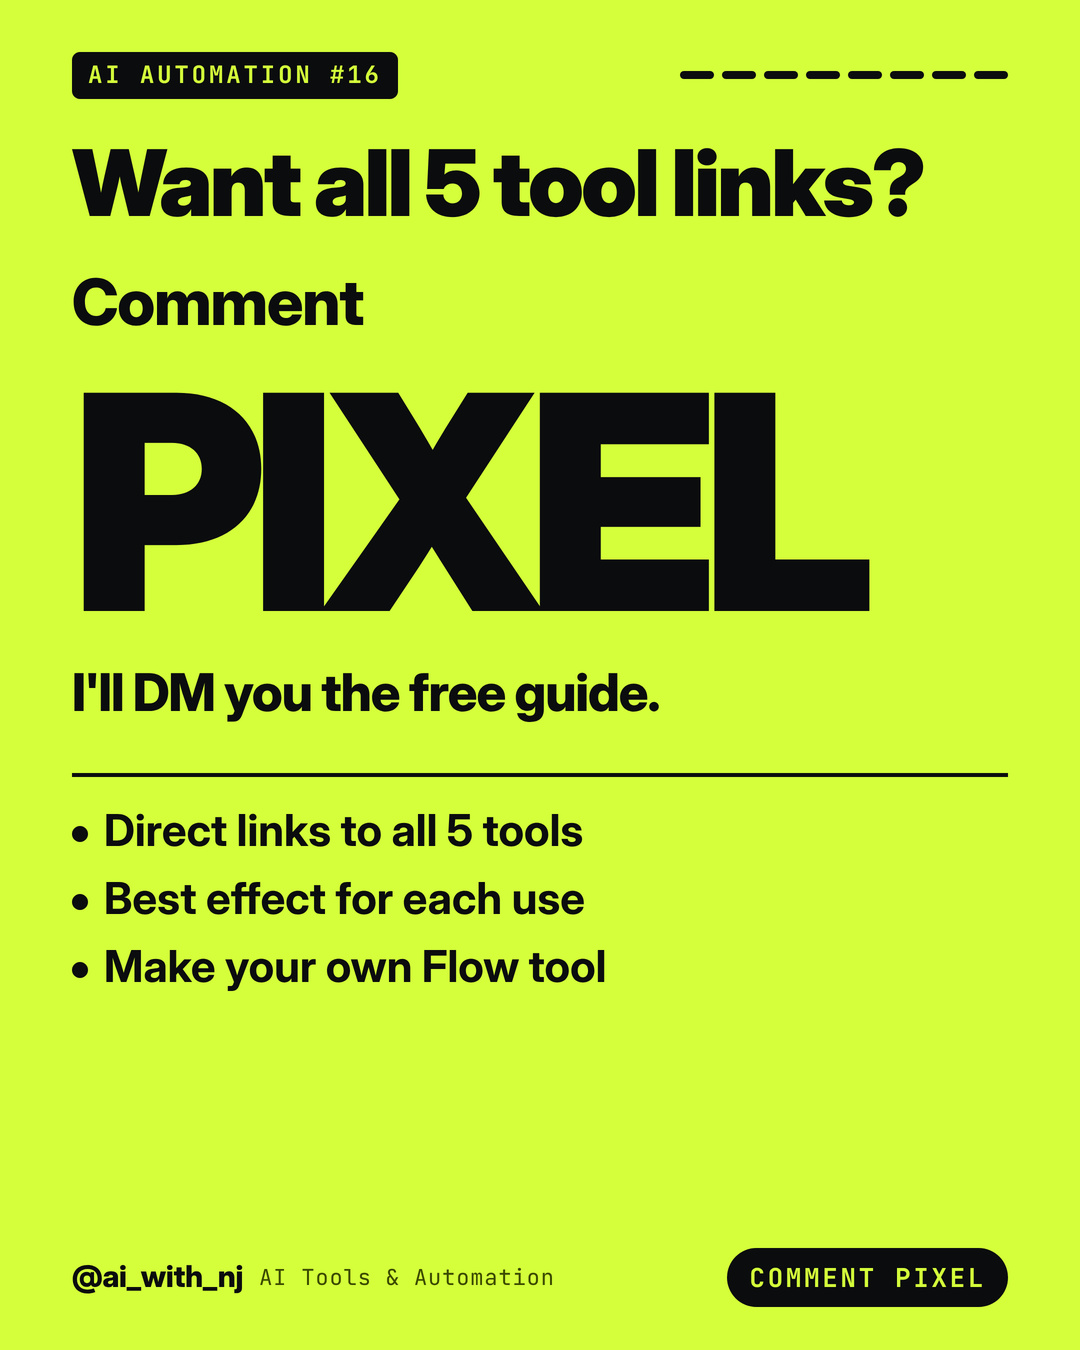 AI AUTOMATION #16
Want all 5 tool links?
Comment
PIXEL
I'll DM you the free guide.
• Direct links to all 5 tools
• Best effect for each use
• Make your own Flow tool
@ai_with_nj AI Tools & Automation
COMMENT PIXEL